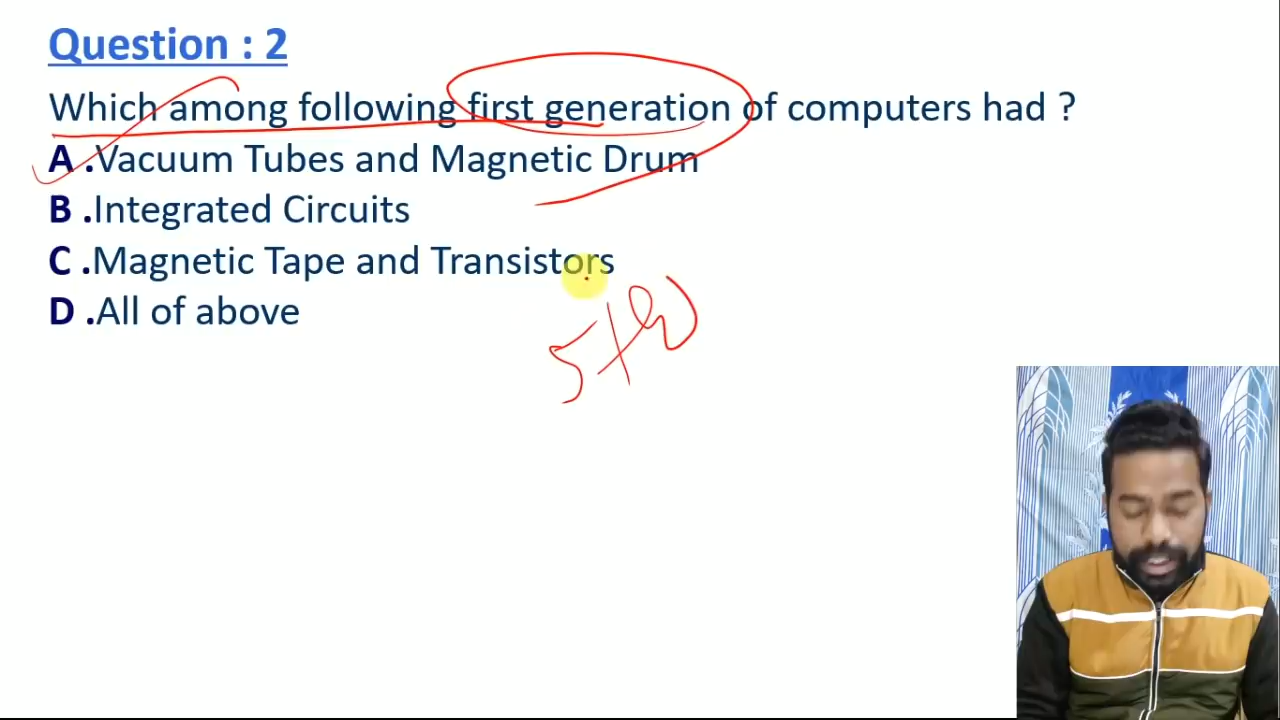 Question : 2
Which among following first generation of computers had ?
A .Vacuum Tubes and Magnetic Drum
B .Integrated Circuits
C .Magnetic Tape and Transistors
D .All of above